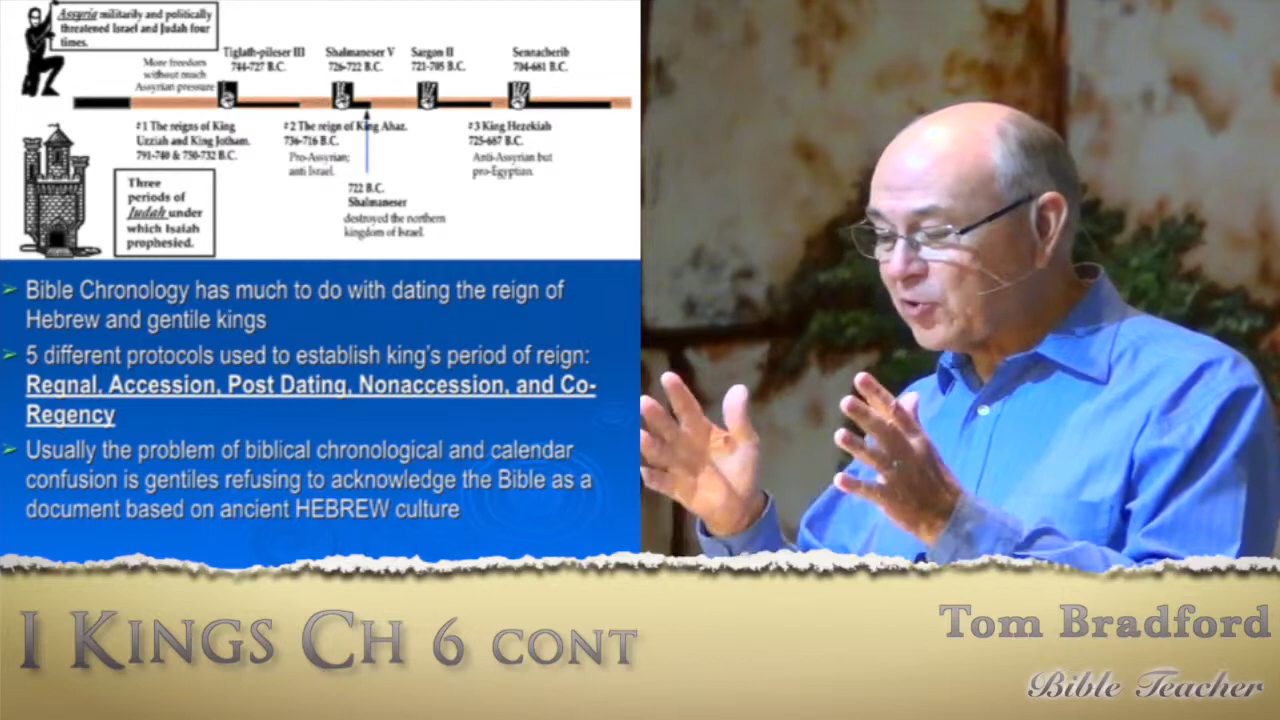 Assyria militarily and politically
threatened Israel and Judah four
times.
More freedom
without much
Assyrian pressure
Tiglath-pileser III
744-727 B.C.
Shalmaneser V
726-722 B.C.
Sargon II
721-705 B.C.
Sennacherib
704-681 B.C.
#1 The reigns of King
Uzziah and King Jotham.
791-740 & 750-732 B.C.
#2 The reign of King Ahaz.
736-716 B.C.
Pro-Assyrian;
anti Israel.
#3 King Hezekiah
725-687 B.C.
Anti-Assyrian but
pro-Egyptian.
722 B.C.
Shalmaneser
destroyed the northern
kingdom of Israel.
Three
periods of
Judah under
which Isaiah
prophesied.
Bible Chronology has much to do with dating the reign of
Hebrew and gentile kings
5 different protocols used to establish king's period of reign:
Regnal, Accession, Post Dating, Nonaccession, and Co-
Regency
Usually the problem of biblical chronological and calendar
confusion is gentiles refusing to acknowledge the Bible as a
document based on ancient HEBREW culture
I Kings Ch 6 cont
Tom Bradford
Bible Teacher